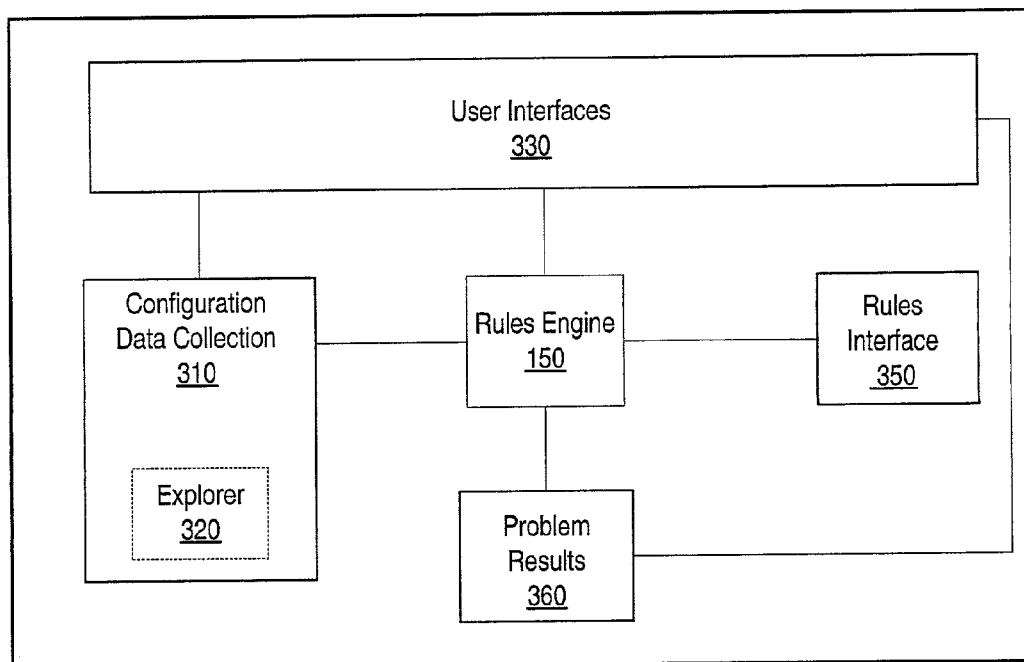 User Interfaces
330
Configuration
Data Collection
310
Explorer
320
Rules Engine
150
Rules
Interface
350
Problem
Results
360